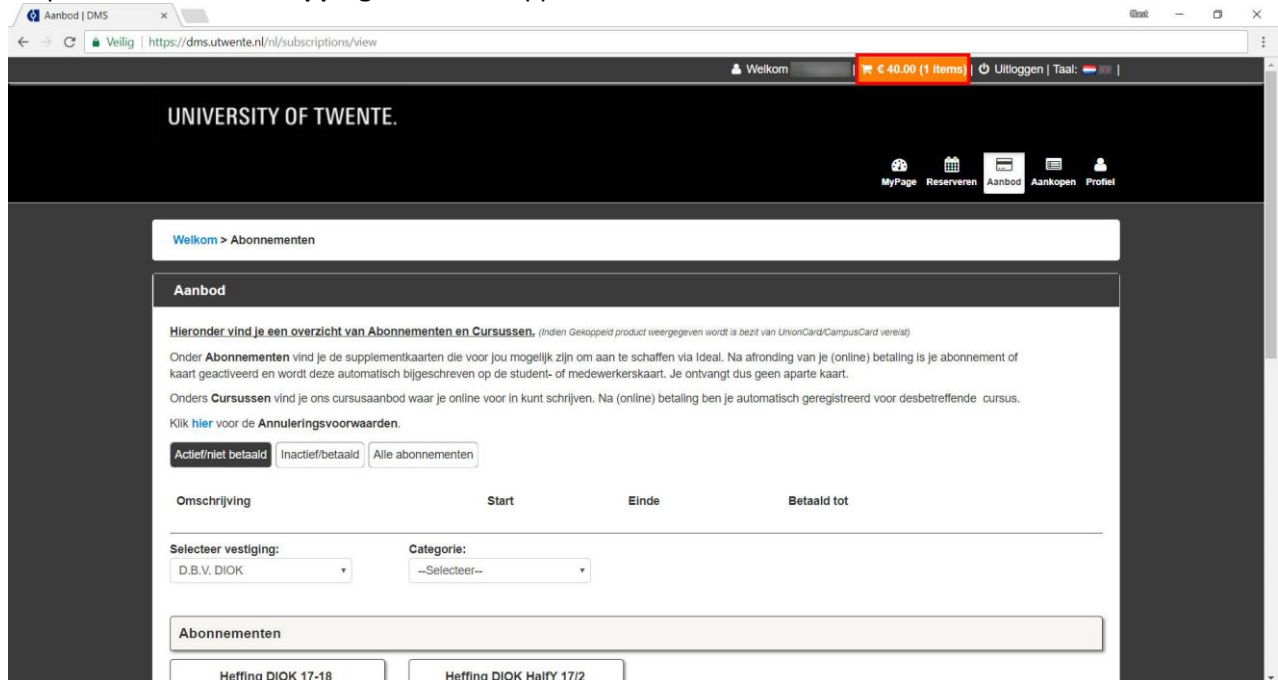 Aanbod | DMS
Veilig | https://dms.utwente.nl/nl/subscriptions/view
Welkom | € 40.00 (1 items) | Uitloggen | Taal: |
UNIVERSITY OF TWENTE.
MyPage Reserveren Aanbod Aankopen Profiel
Welkom > Abonnementen
Aanbod
Hieronder vind je een overzicht van Abonnementen en Cursussen. (Indien Gekoppeld product weergegeven wordt is bezit van UnionCard/CampusCard vereist)
Onder Abonnementen vind je de supplementkaarten die voor jou mogelijk zijn om aan te schaffen via Ideal. Na afronding van je (online) betaling is je abonnement of
kaart geactiveerd en wordt deze automatisch bijgeschreven op de student- of medewerkerskaart. Je ontvangt dus geen aparte kaart.
Onders Cursussen vind je ons cursusaanbod waar je online voor in kunt schrijven. Na (online) betaling ben je automatisch geregistreerd voor desbetreffende cursus.
Klik hier voor de Annuleringsvoorwaarden.
Actief/niet betaald Inactief/betaald Alle abonnementen
Omschrijving Start Einde Betaald tot
Selecteer vestiging: Categorie:
D.B.V. DIOK --Selecteer--
Abonnementen
Heffing DIOK 17-18 Heffing DIOK HalfY 17/2